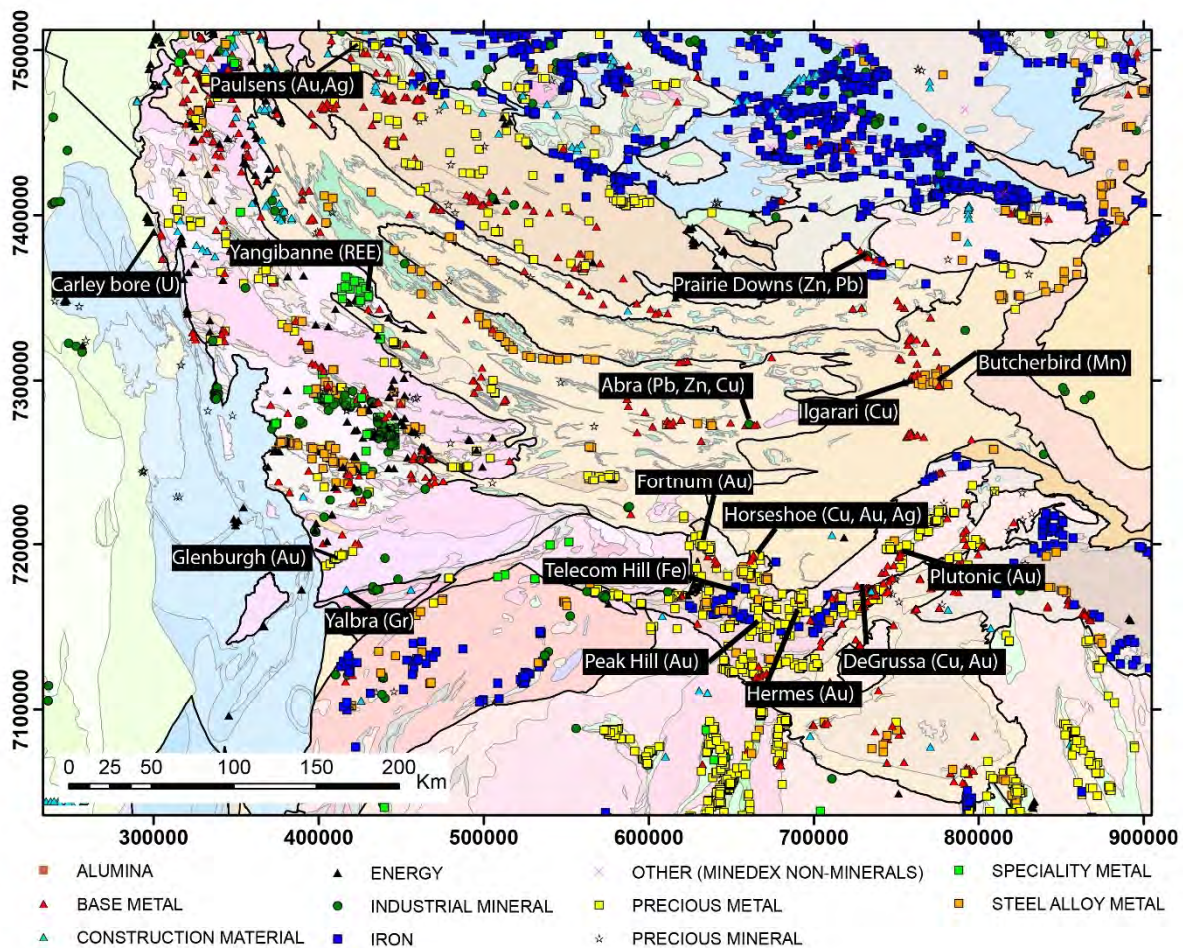 7500000
Paulsens (Au,Ag)
7400000
Yangibanne (REE)
Carley bore (U)
Prairie Downs (Zn, Pb)
7300000
Butcherbird (Mn)
Abra (Pb, Zn, Cu)
Ilgarari (Cu)
Fortnum (Au)
Horseshoe (Cu, Au, Ag)
7200000
Glenburgh (Au)
Telecom Hill (Fe)
Plutonic (Au)
Yalbra (Gr)
Peak Hill (Au)
DeGrussa (Cu, Au)
Hermes (Au)
7100000
0 25 50 100 150 200
Km
300000 400000 500000 600000 700000 800000 900000
ALUMINA ENERGY OTHER (MINEDEX NON-MINERALS) SPECIALITY METAL
BASE METAL INDUSTRIAL MINERAL PRECIOUS METAL STEEL ALLOY METAL
CONSTRUCTION MATERIAL IRON PRECIOUS MINERAL